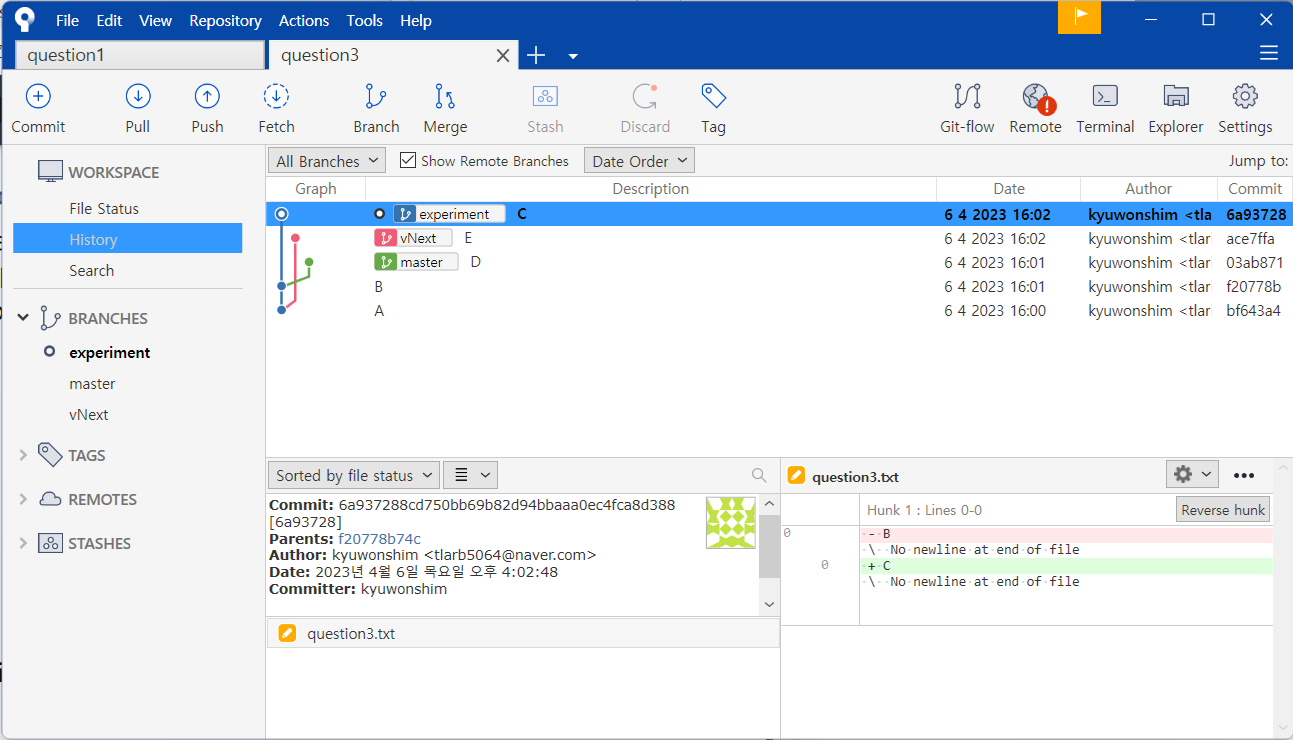 File Edit View Repository Actions Tools Help
question1 question3
Commit Pull Push Fetch Branch Merge Stash Discard Tag Git-flow Remote Terminal Explorer Settings
WORKSPACE
File Status
History
Search
BRANCHES
experiment
master
vNext
TAGS
REMOTES
STASHES
All Branches Show Remote Branches Date Order Jump to:
Graph Description Date Author Commit
experiment C 6 4 2023 16:02 kyuwonshim <tla 6a93728
vNext E 6 4 2023 16:02 kyuwonshim <tlar ace7ffa
master D 6 4 2023 16:01 kyuwonshim <tlar 03ab871
B 6 4 2023 16:01 kyuwonshim <tlar f20778b
A 6 4 2023 16:00 kyuwonshim <tlar bf643a4
Sorted by file status
Commit: 6a937288cd750bb69b82d94bbaaa0ec4fca8d388
[6a93728]
Parents: f20778b74c
Author: kyuwonshim <tlarb5064@naver.com>
Date: 2023년 4월 6일 목요일 오후 4:02:48
Committer: kyuwonshim
question3.txt
question3.txt
Hunk 1 : Lines 0-0 Reverse hunk
0 - B
\ No newline at end of file
0 + C
\ No newline at end of file